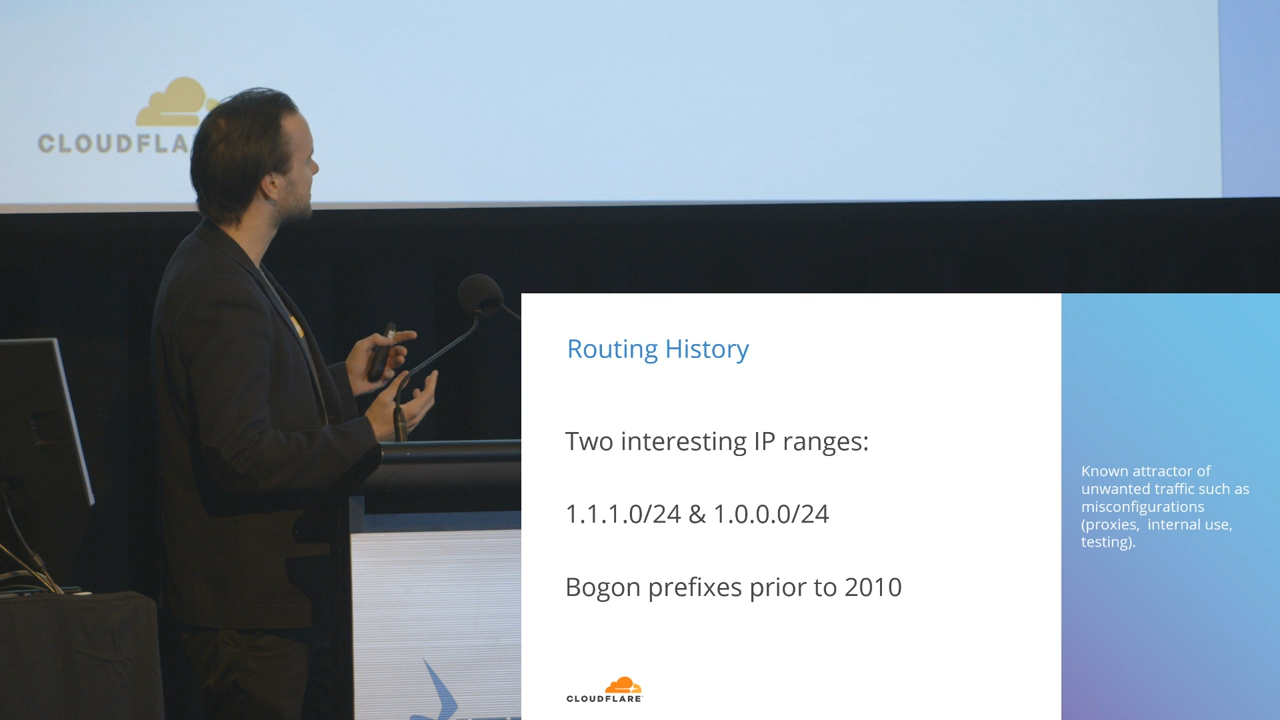 CLOUDFLA
Routing History
Two interesting IP ranges:
1.1.1.0/24 & 1.0.0.0/24
Bogon prefixes prior to 2010
Known attractor of
unwanted traffic such as
misconfigurations
(proxies,  internal use,
testing).
CLOUDFLARE